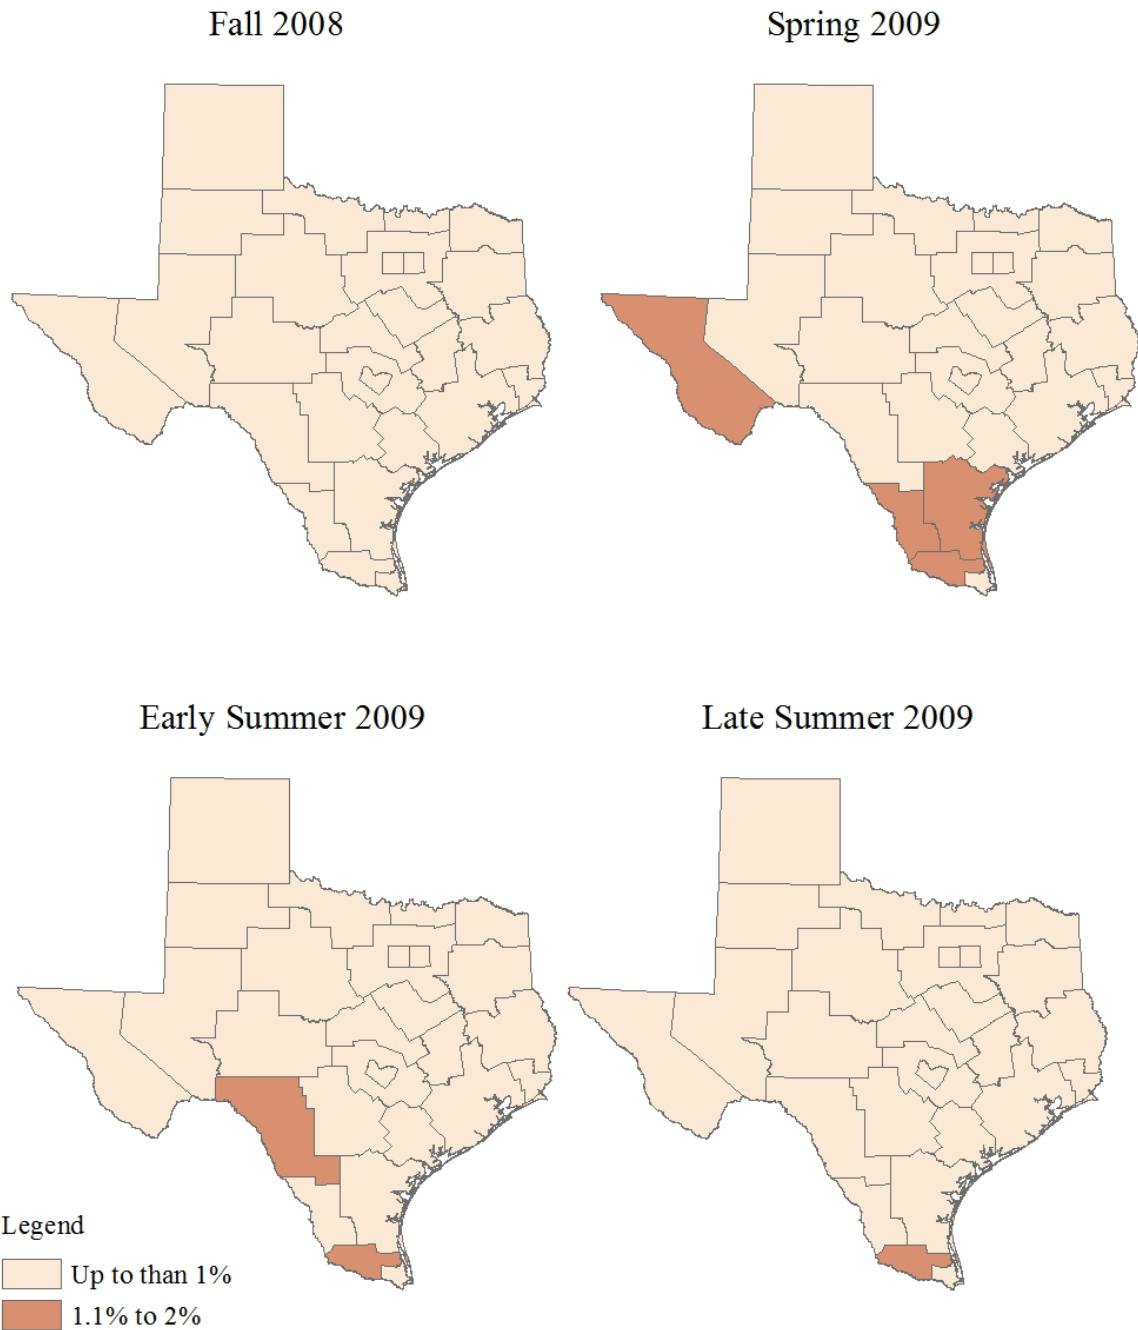 Fall 2008
Spring 2009
Early Summer 2009
Late Summer 2009
Legend
Up to than 1%
1.1% to 2%